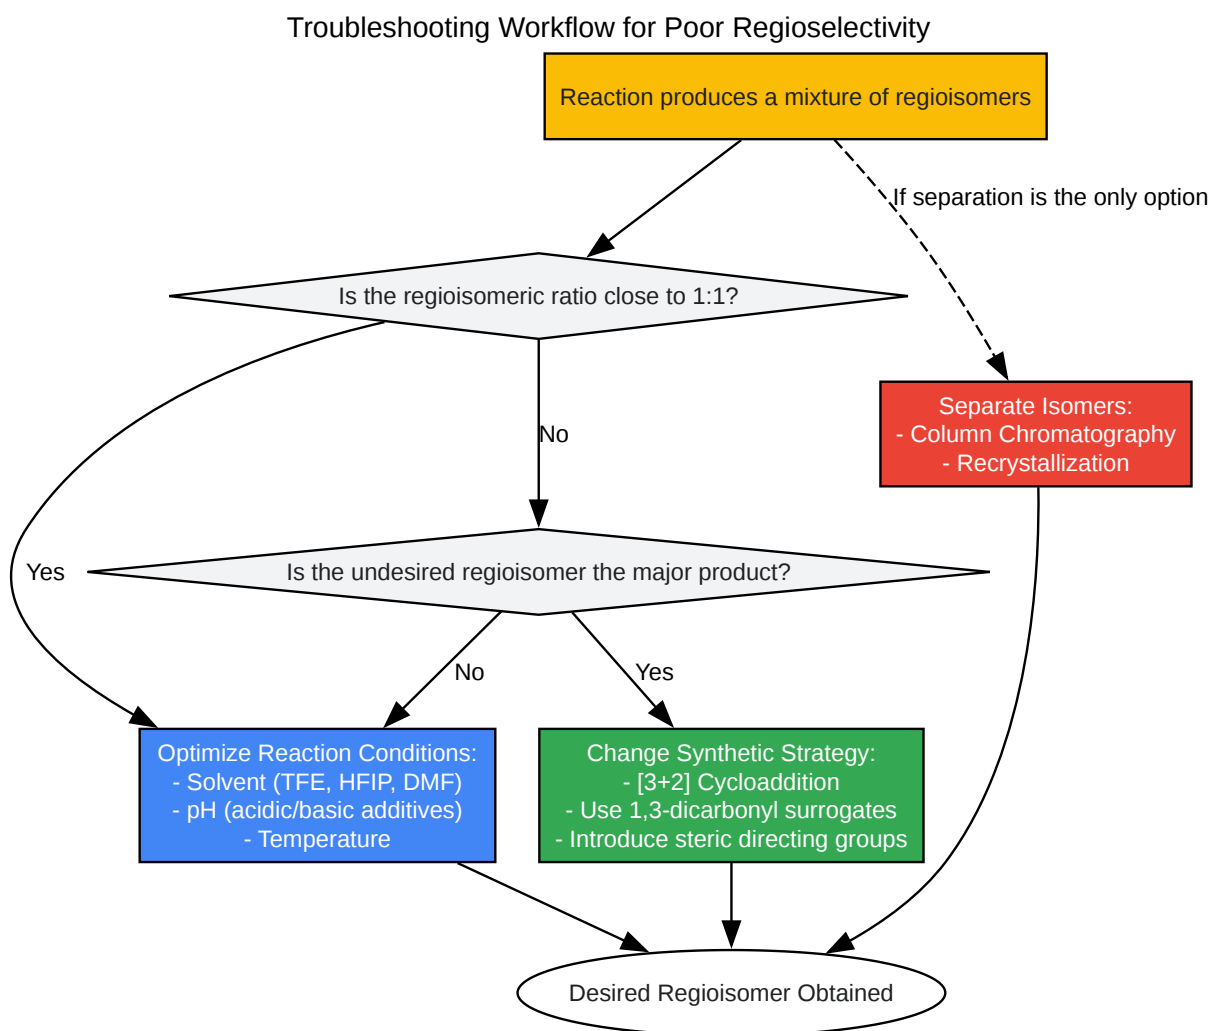 Troubleshooting Workflow for Poor Regioselectivity
Reaction produces a mixture of regioisomers
If separation is the only option
Is the regioisomeric ratio close to 1:1?
Separate Isomers:
- Column Chromatography
- Recrystallization
No
Yes
Is the undesired regioisomer the major product?
No
Yes
Optimize Reaction Conditions:
- Solvent (TFE, HFIP, DMF)
- pH (acidic/basic additives)
- Temperature
Change Synthetic Strategy:
- [3+2] Cycloaddition
- Use 1,3-dicarbonyl surrogates
- Introduce steric directing groups
Desired Regioisomer Obtained